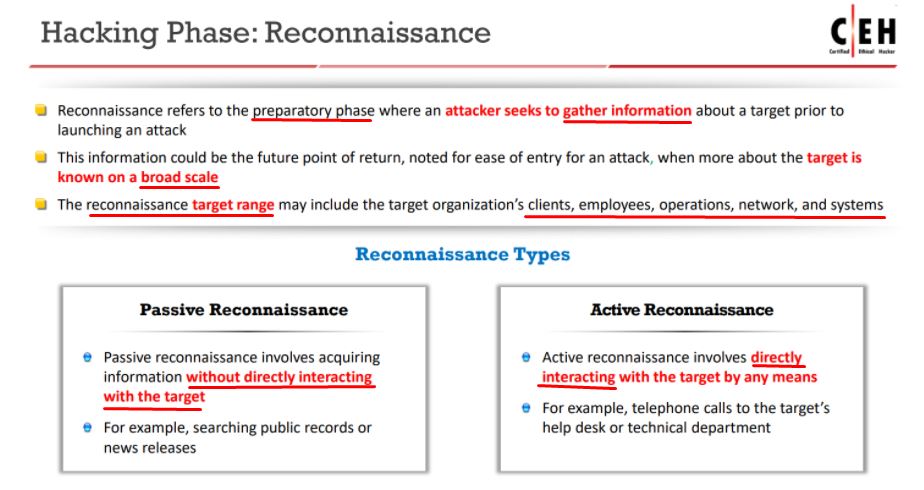 Hacking Phase: Reconnaissance
C|EH
Certified Ethical Hacker
Reconnaissance refers to the preparatory phase where an attacker seeks to gather information about a target prior to
launching an attack
This information could be the future point of return, noted for ease of entry for an attack, when more about the target is
known on a broad scale
The reconnaissance target range may include the target organization's clients, employees, operations, network, and systems
Reconnaissance Types
Passive Reconnaissance
Passive reconnaissance involves acquiring
information without directly interacting
with the target
For example, searching public records or
news releases
Active Reconnaissance
Active reconnaissance involves directly
interacting with the target by any means
For example, telephone calls to the target's
help desk or technical department